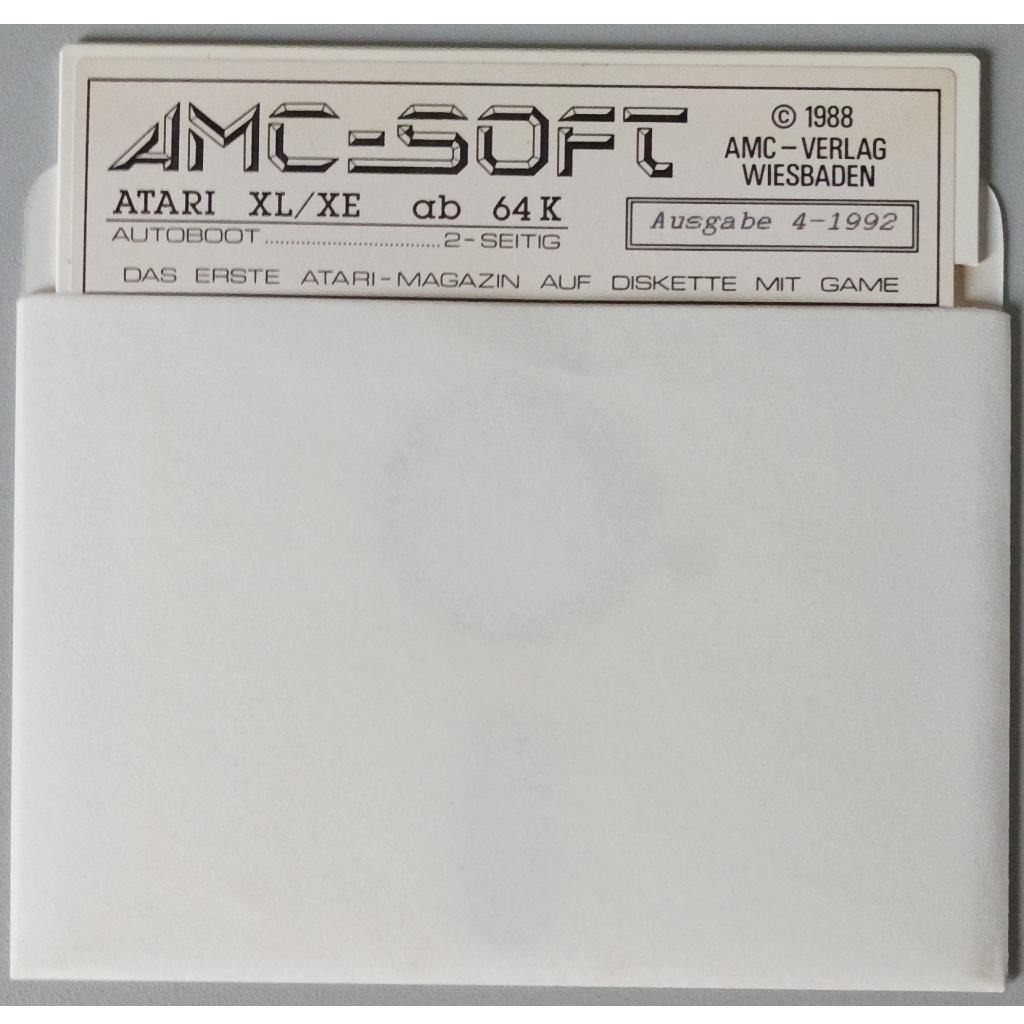 AMC-SOFT
© 1988
AMC-VERLAG
WIESBADEN
ATARI XL/XE ab 64K
AUTOBOOT..................................2-SEITIG
Ausgabe 4-1992
DAS ERSTE ATARI-MAGAZIN AUF DISKETTE MIT GAME